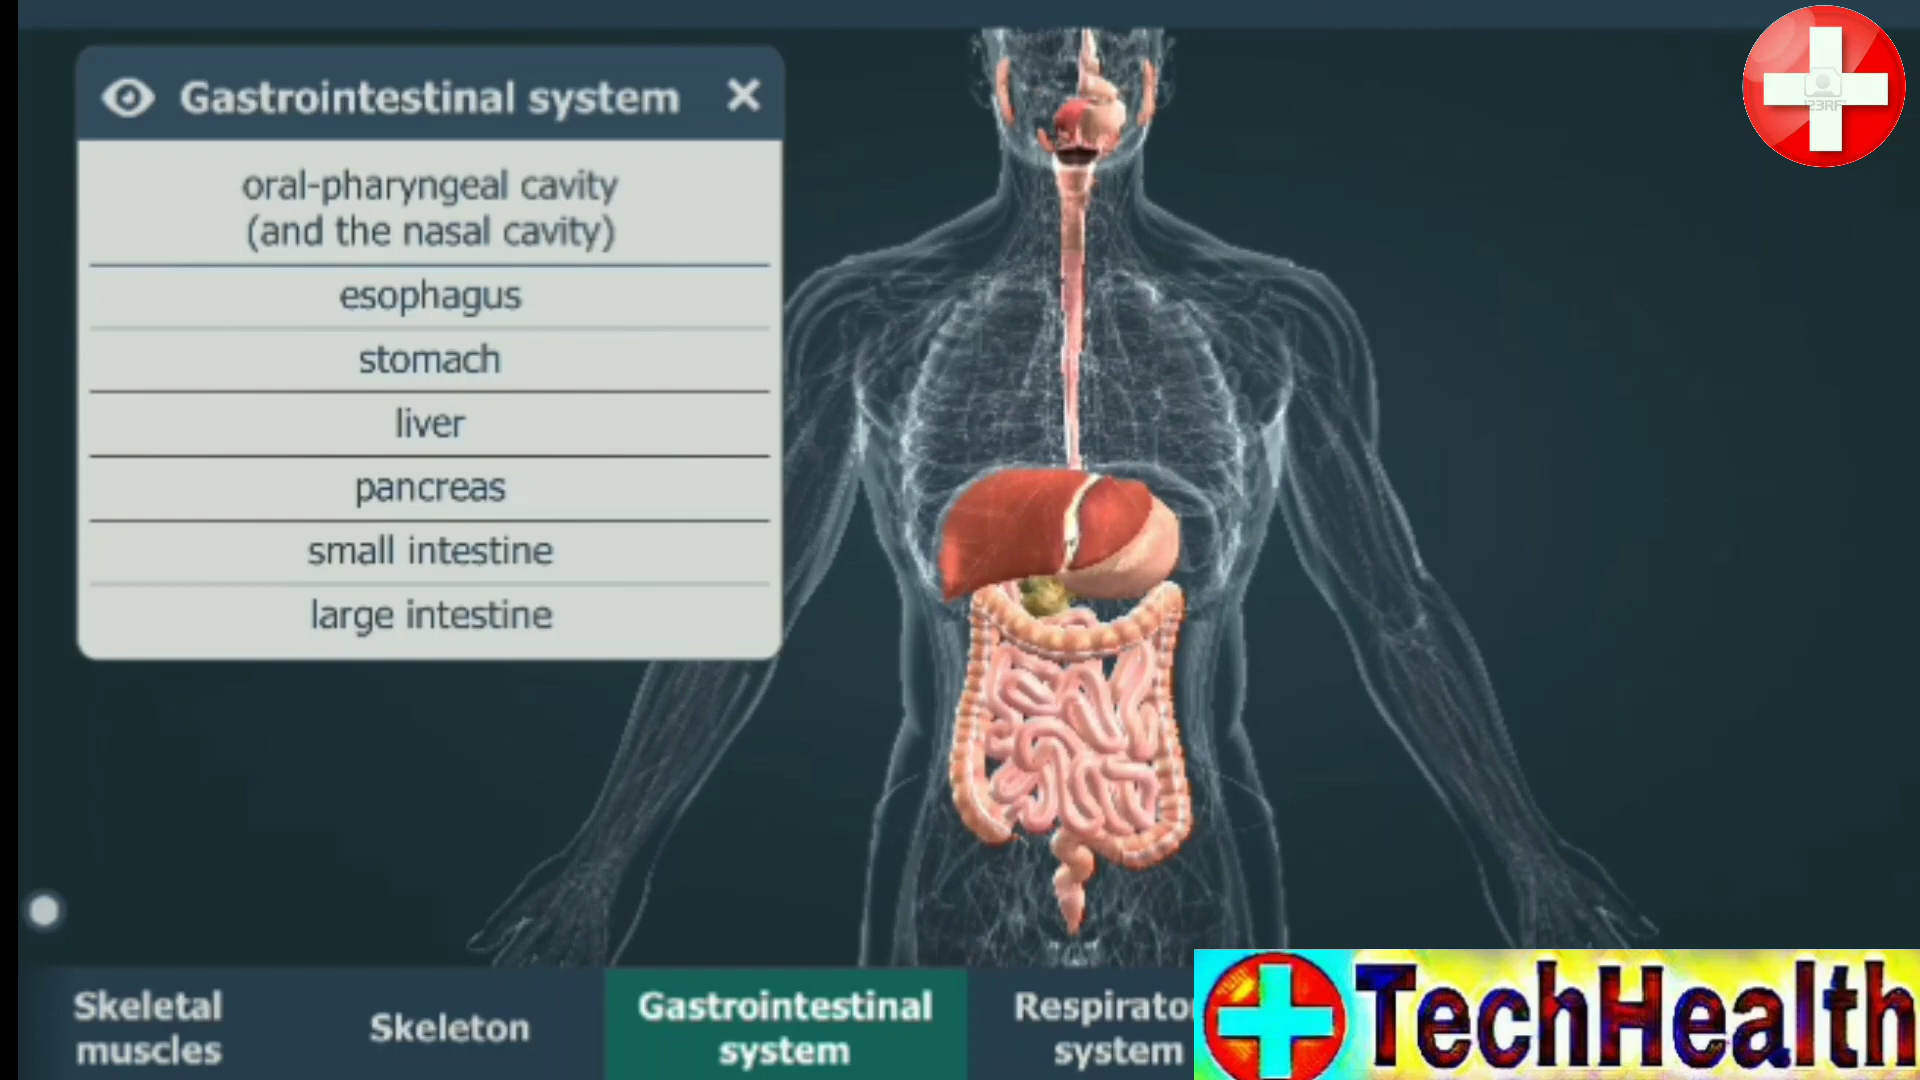 Gastrointestinal system
oral-pharyngeal cavity
(and the nasal cavity)
esophagus
stomach
liver
pancreas
small intestine
large intestine
123RF
Skeletal
muscles
Skeleton
Gastrointestinal
system
Respirato
system
TechHealth